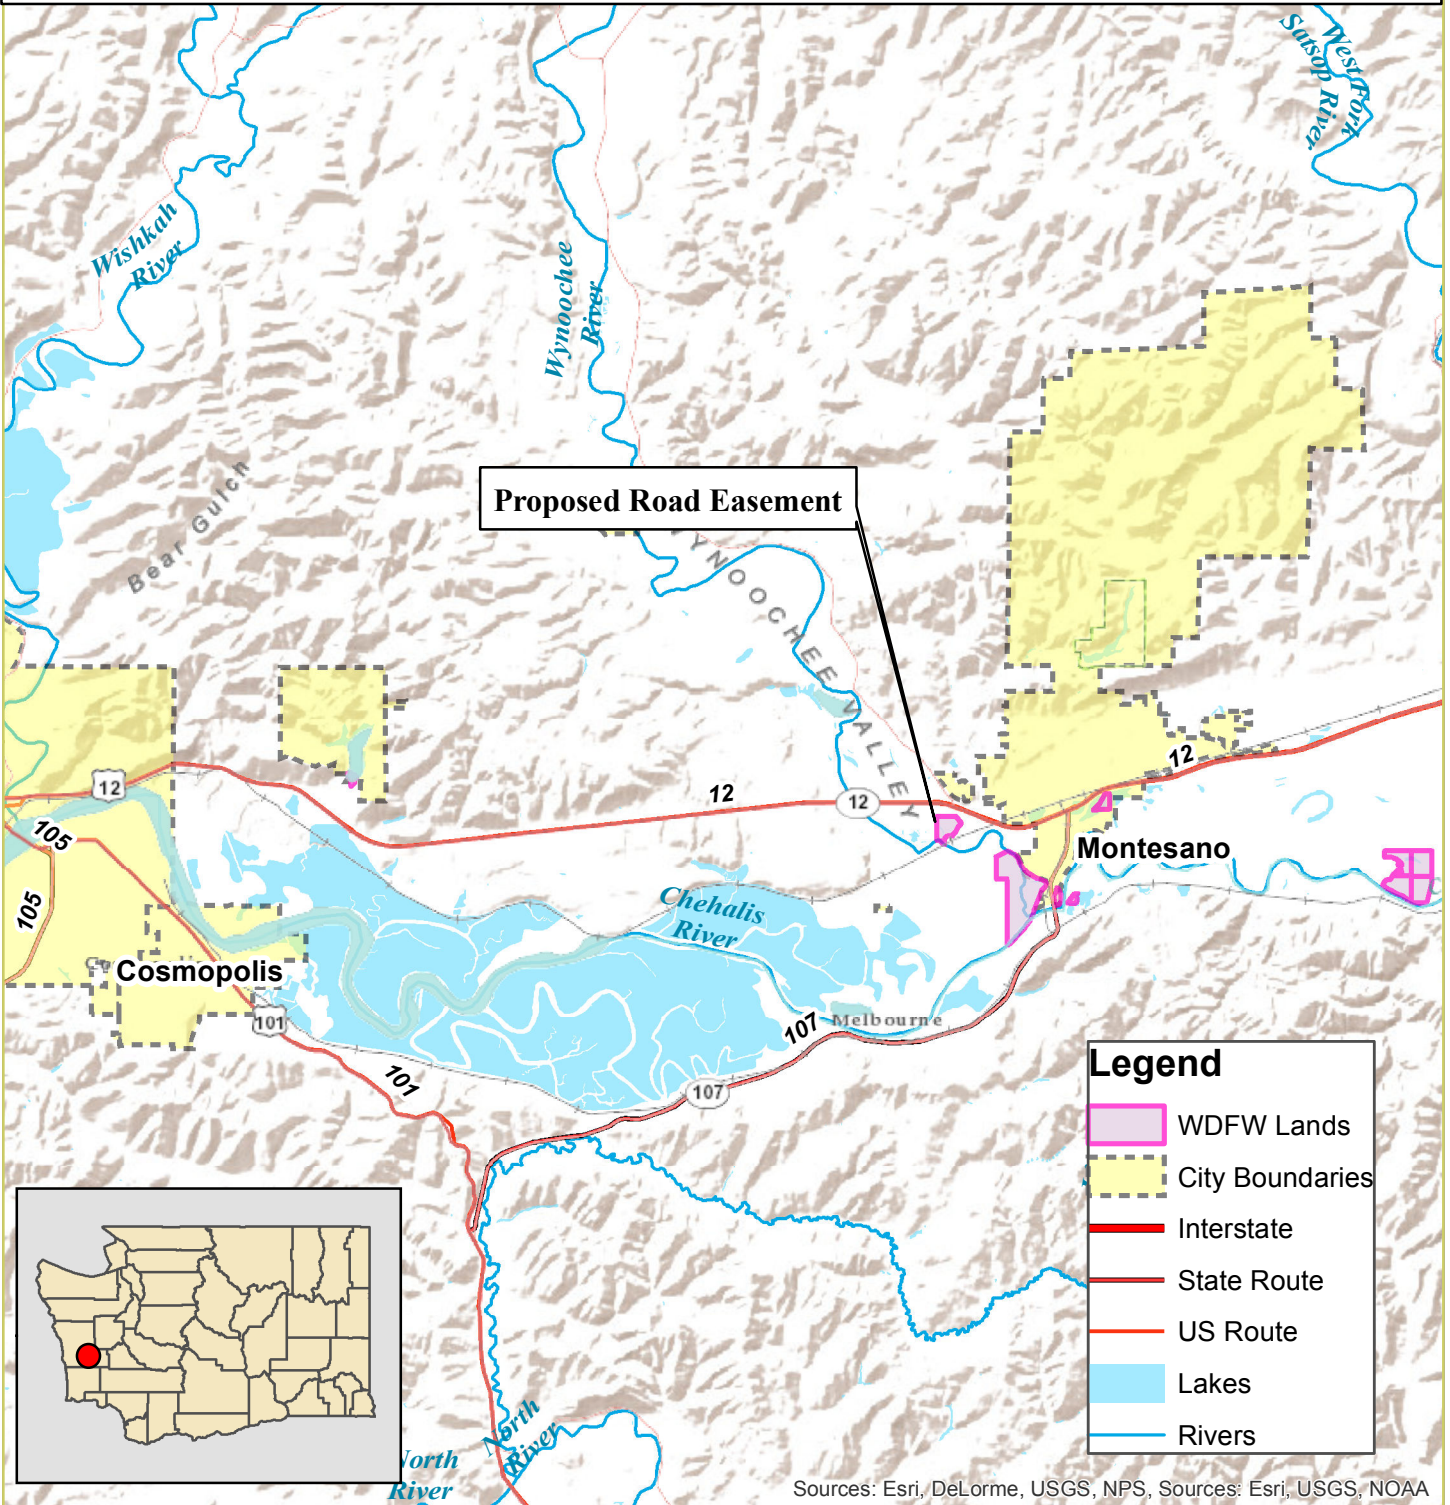 West Fork
Satsop River
Wishkah
River
Wynoochee
River
Bear Gulch
Proposed Road Easement
WYNOOCHEE VALLEY
12
12
12
12
105
105
Montesano
Chehalis
River
Cosmopolis
101
Melbourne
107
101
107
Legend
WDFW Lands
City Boundaries
Interstate
State Route
US Route
Lakes
Rivers
North
River
North
River
Sources: Esri, DeLorme, USGS, NPS, Sources: Esri, USGS, NOAA